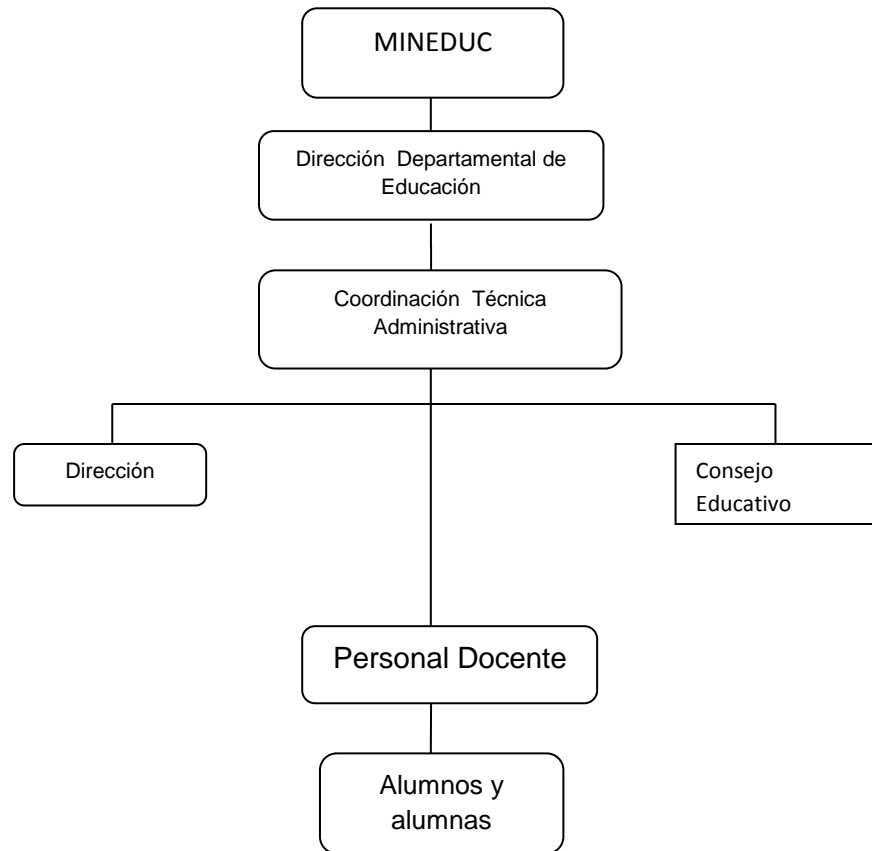 MINEDUC
Dirección Departamental de
Educación
Coordinación Técnica
Administrativa
Dirección
Consejo
Educativo
Personal Docente
Alumnos y
alumnas